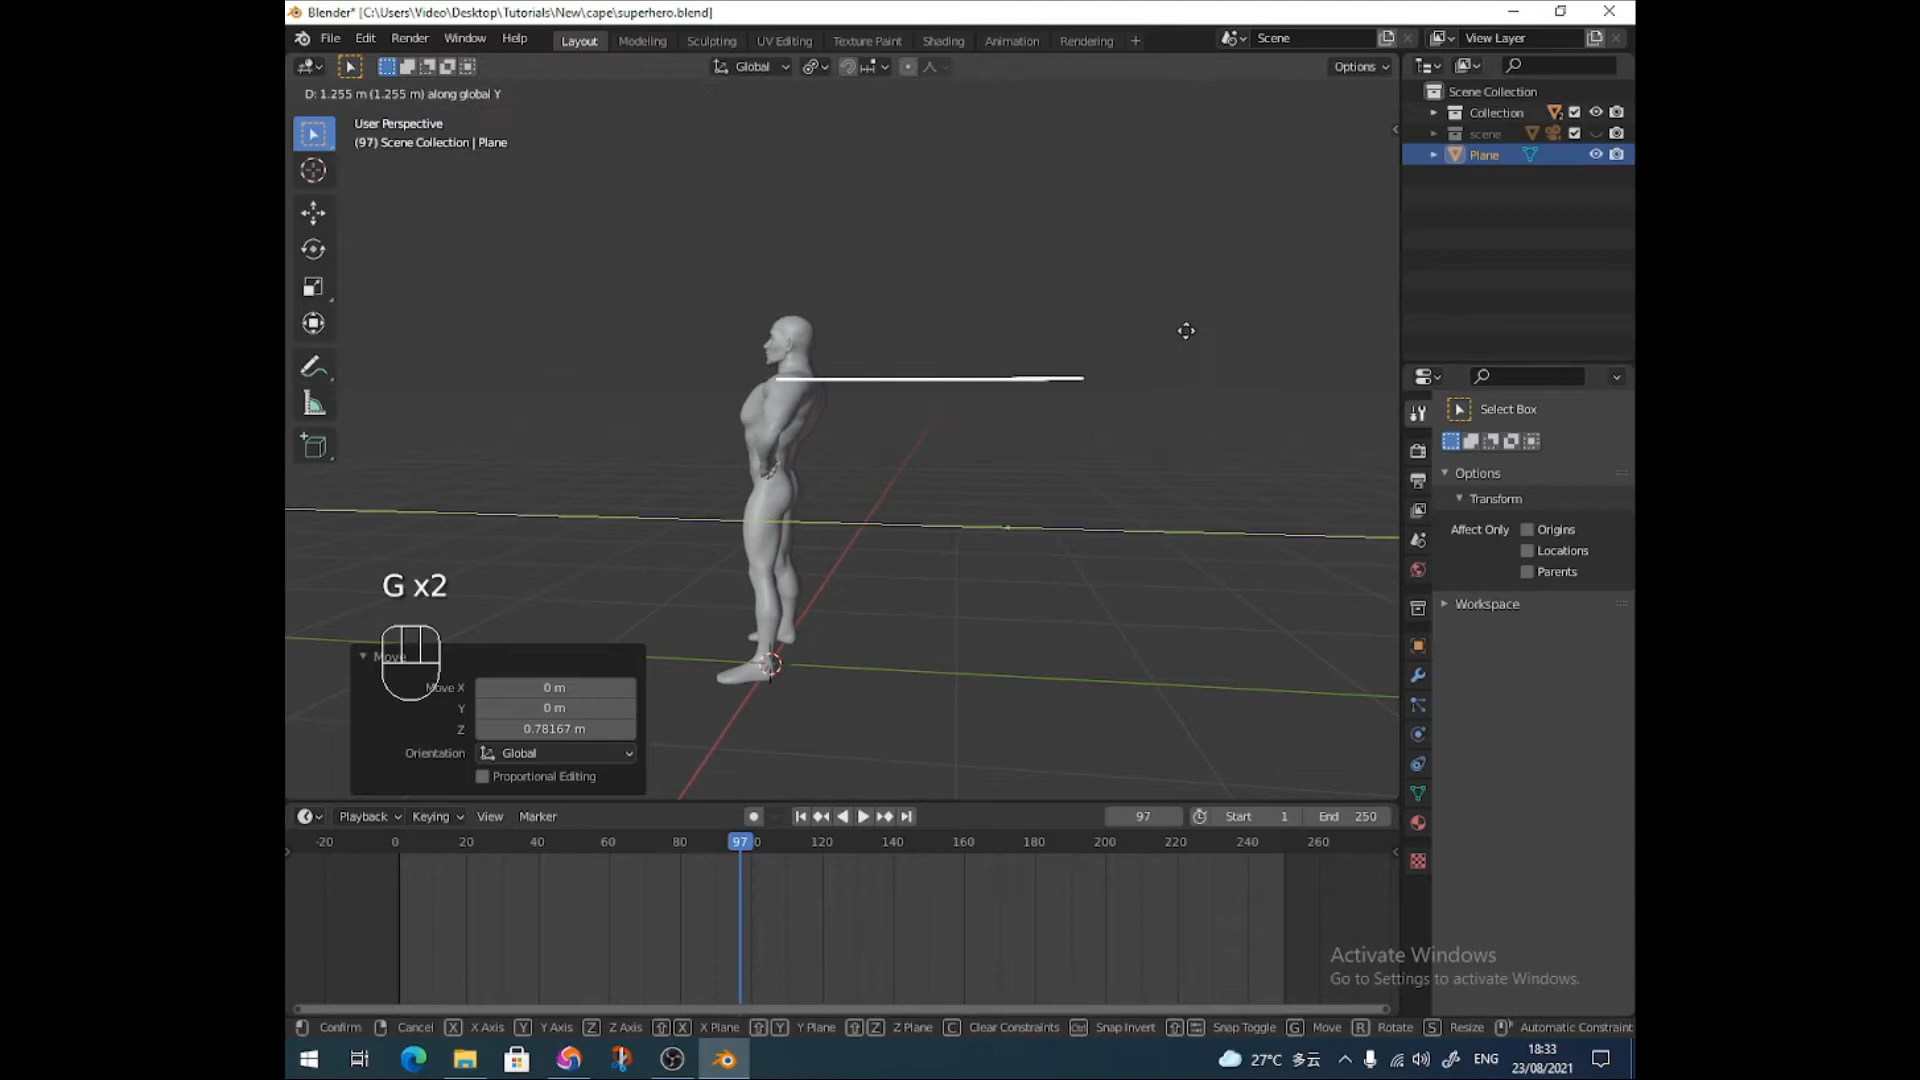 Blender* [C:\Users\Video\Desktop\Tutorials\New\cape\superhero.blend]
File Edit Render Window Help Layout Modeling Sculpting UV Editing Texture Paint Shading Animation Rendering + Scene View Layer
Global Options
D: 1.255 m (1.255 m) along global Y
Scene Collection
Collection 2
scene
Plane
User Perspective
(97) Scene Collection | Plane
Select Box
Options
Transform
Affect Only Origins
Locations
Parents
Workspace
G x2
Move
Move X 0 m
Y 0 m
Z 0.78167 m
Orientation Global
Proportional Editing
Playback Keying View Marker 97 Start 1 End 250
-20 0 20 40 60 80 97 0 120 140 160 180 200 220 240 260
Activate Windows
Go to Settings to activate Windows.
Confirm Cancel X X Axis Y Y Axis Z Z Axis X X Plane Y Y Plane Z Z Plane C Clear Constraints Ctrl Snap Invert Snap Toggle G Move R Rotate S Resize Automatic Constraint
27°C 多云 ENG 18:33
23/08/2021